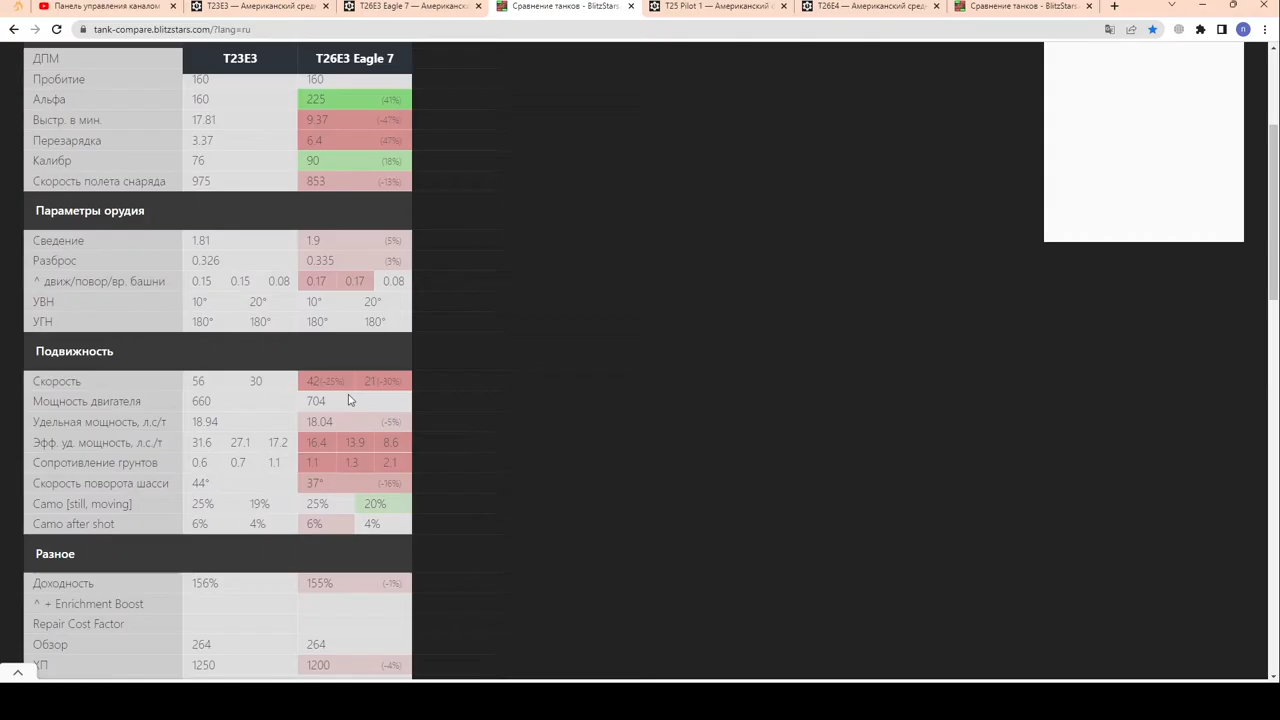 Панель управления каналом
T23E3 — Американский сред
T26E3 Eagle 7 — Американск
Сравнение танков - BlitzStars
T25 Pilot 1 — Американский с
T26E4 — Американский средн
Сравнение танков - BlitzStars
tank-compare.blitzstars.com/?lang=ru
ДПМ T23E3 T26E3 Eagle 7
Пробитие 160 160
Альфа 160 225 (41%)
Выстр. в мин. 17.81 9.37 (-47%)
Перезарядка 3.37 6.4 (47%)
Калибр 76 90 (18%)
Скорость полета снаряда 975 853 (-13%)
Параметры орудия
Сведение 1.81 1.9 (5%)
Разброс 0.326 0.335 (3%)
^ движ/повор/вр. башни 0.15 0.15 0.08 0.17 0.17 0.08
УВН 10° 20° 10° 20°
УГН 180° 180° 180° 180°
Подвижность
Скорость 56 30 42(-25%) 21(-30%)
Мощность двигателя 660 704
Удельная мощность, л.с/т 18.94 18.04 (-5%)
Эфф. уд. мощность, л.с./т 31.6 27.1 17.2 16.4 13.9 8.6
Сопротивление грунтов 0.6 0.7 1.1 1.1 1.3 2.1
Скорость поворота шасси 44° 37° (-16%)
Camo [still, moving] 25% 19% 25% 20%
Camo after shot 6% 4% 6% 4%
Разное
Доходность 156% 155% (-1%)
^ + Enrichment Boost
Repair Cost Factor
Обзор 264 264
ХП 1250 1200 (-4%)